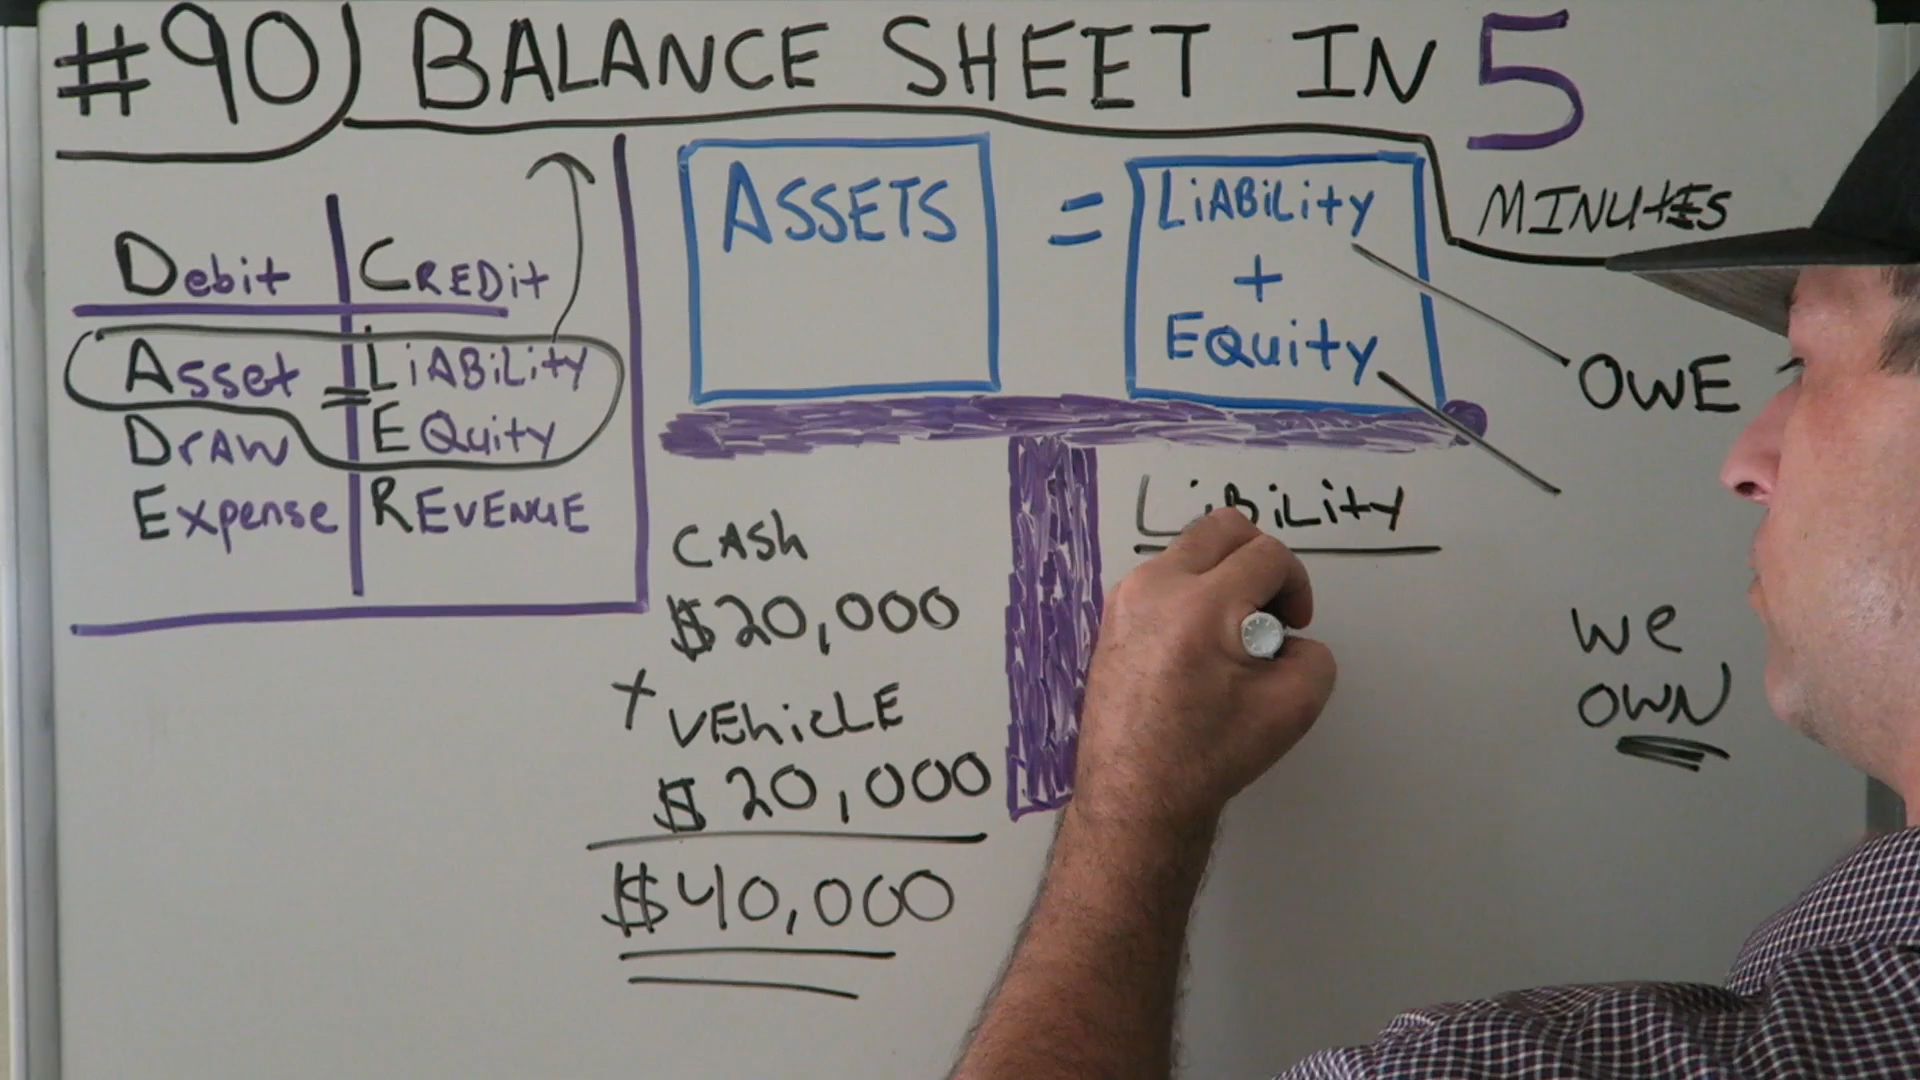 #90) BALANCE SHEET IN 5
MINUTES
Debit | CREDit
Asset = LiABiLity
DrAW EQuity
Expense REVENUE
ASSETS = LiABiLity
+
EQuity
OWE
we
OWN
CASh
$20,000
+ VEhicLE
$20,000
$40,000
LiBiLity